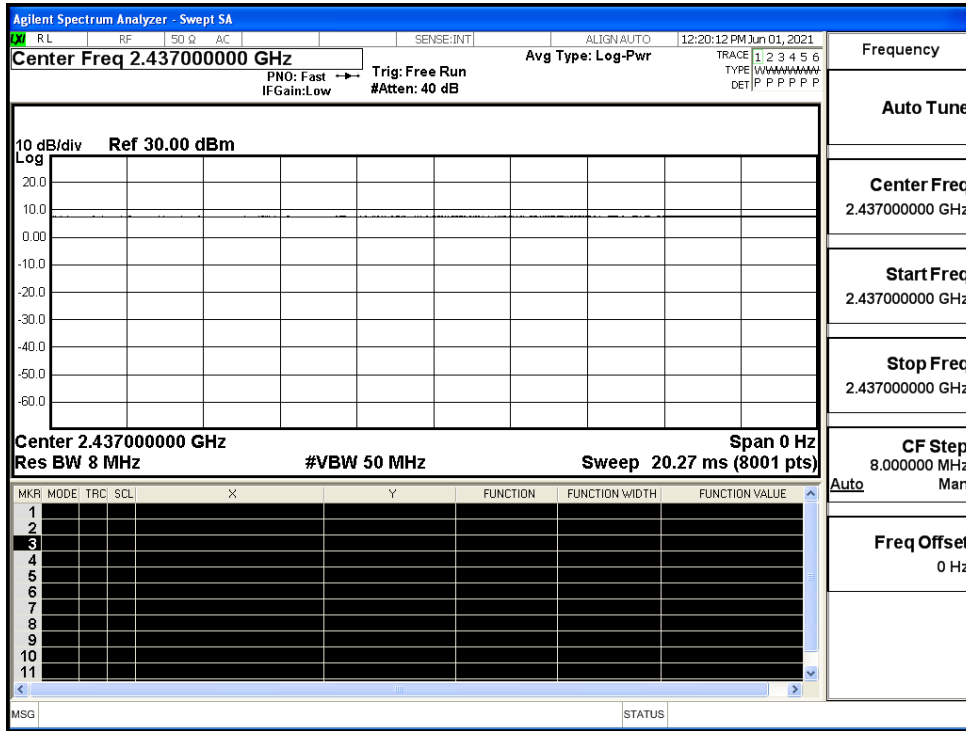 Agilent Spectrum Analyzer - Swept SA
LXI RL RF 50 Ω AC SENSE:INT ALIGN AUTO 12:20:12 PM Jun 01, 2021
Center Freq 2.437000000 GHz
PNO: Fast
IFGain:Low
Trig: Free Run
#Atten: 40 dB
Avg Type: Log-Pwr
TRACE 1 2 3 4 5 6
TYPE WWWWWW
DET P P P P P P
10 dB/div Ref 30.00 dBm
Log
20.0
10.0
0.00
-10.0
-20.0
-30.0
-40.0
-50.0
-60.0
Center 2.437000000 GHz Span 0 Hz
Res BW 8 MHz #VBW 50 MHz Sweep 20.27 ms (8001 pts)
MKR MODE TRC SCL X Y FUNCTION FUNCTION WIDTH FUNCTION VALUE
1
2
3
4
5
6
7
8
9
10
11
MSG STATUS
Frequency
Auto Tune
Center Freq
2.437000000 GHz
Start Freq
2.437000000 GHz
Stop Freq
2.437000000 GHz
CF Step
8.000000 MHz
Auto Man
Freq Offset
0 Hz